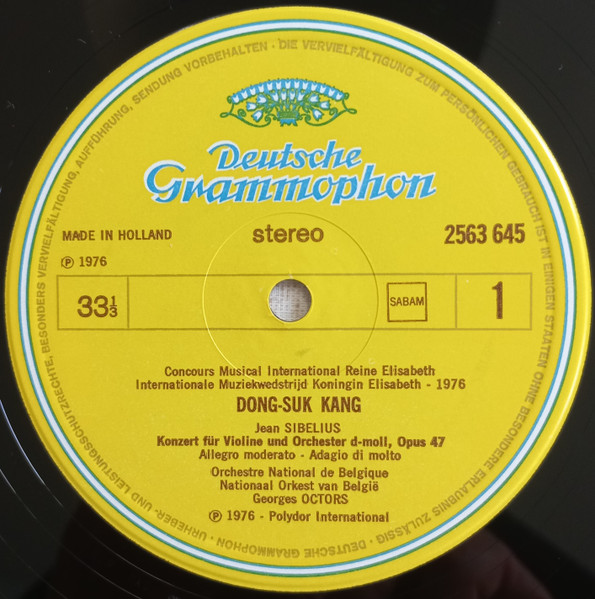 Deutsche
Grammophon
MADE IN HOLLAND
stereo
2563 645
℗ 1976
33⅓
SABAM
1
Concours Musical International Reine Elisabeth
Internationale Muziekwedstrijd Koningin Elisabeth - 1976
DONG-SUK KANG
Jean SIBELIUS
Konzert für Violine und Orchester d-moll, Opus 47
Allegro moderato - Adagio di molto
Orchestre National de Belgique
Nationaal Orkest van België
Georges OCTORS
℗ 1976 - Polydor International
DEUTSCHE GRAMMOPHON · URHEBER- UND LEISTUNGSSCHUTZRECHTE, BESONDERS VERVIELFÄLTIGUNG, AUFFÜHRUNG, SENDUNG VORBEHALTEN · DIE VERVIELFÄLTIGUNG ZUM PERSÖNLICHEN GEBRAUCH IST IN EINIGEN STAATEN OHNE BESONDERE ERLAUBNIS ZULÄSSIG ·